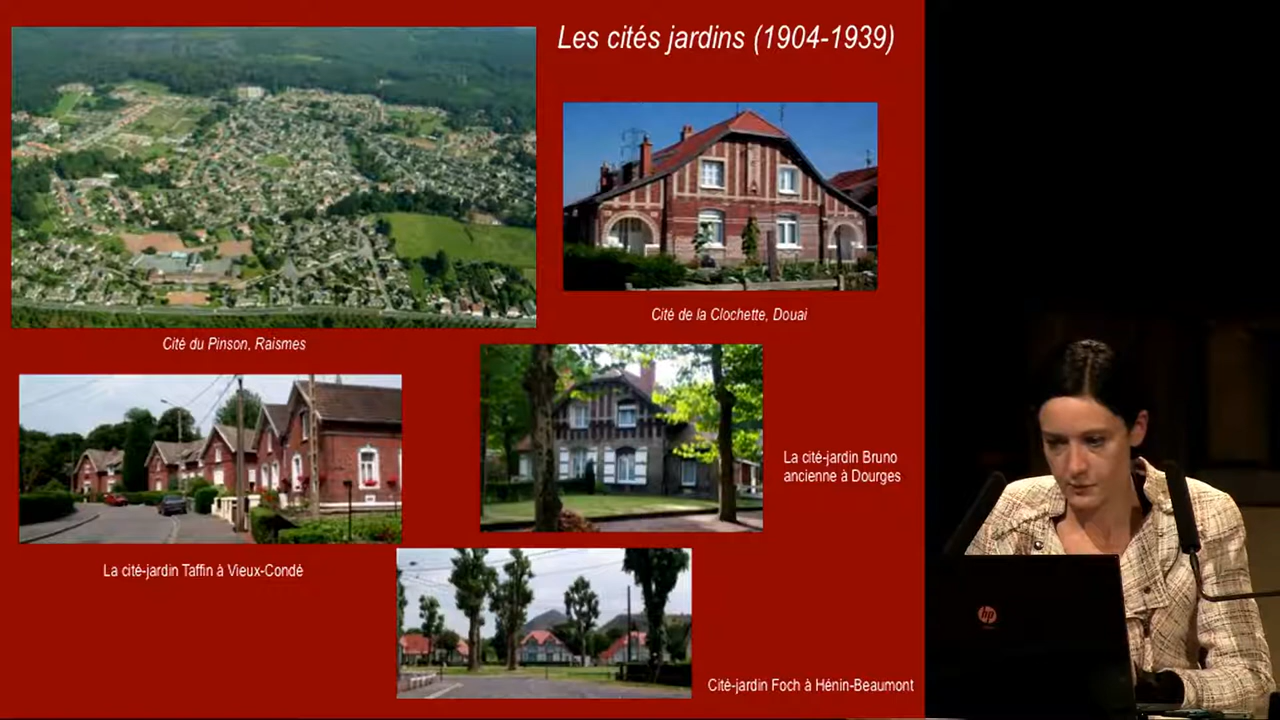 Les cités jardins (1904-1939)
Cité de la Clochette, Douai
Cité du Pinson, Raismes
La cité-jardin Bruno
ancienne à Dourges
La cité-jardin Taffin à Vieux-Condé
Cité-jardin Foch à Hénin-Beaumont
hp